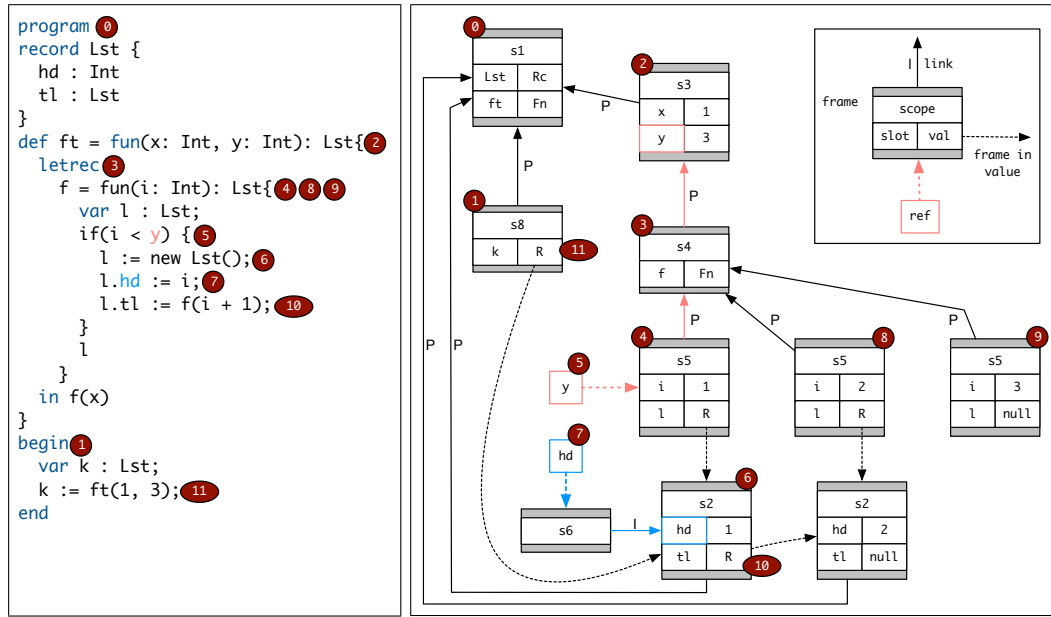 program 0
record Lst {
hd : Int
tl : Lst
}
def ft = fun(x: Int, y: Int): Lst{ 2
letrec 3
f = fun(i: Int): Lst{ 4 8 9
var l : Lst;
if(i < y) { 5
l := new Lst(); 6
l.hd := i; 7
l.tl := f(i + 1); 10
}
l
}
in f(x)
}
begin 1
var k : Lst;
k := ft(1, 3); 11
end
0
s1
Lst Rc
ft Fn
2
s3
x 1
y 3
P
P
P
1
s8
k R 11
3
s4
f Fn
P
P
P
P
P
4
s5
i 1
l R
8
s5
i 2
l R
9
s5
i 3
l null
5
y
7
hd
s6
I
6
s2
hd 1
tl R
10
s2
hd 2
tl null
l link
frame
scope
slot val
frame in
value
ref